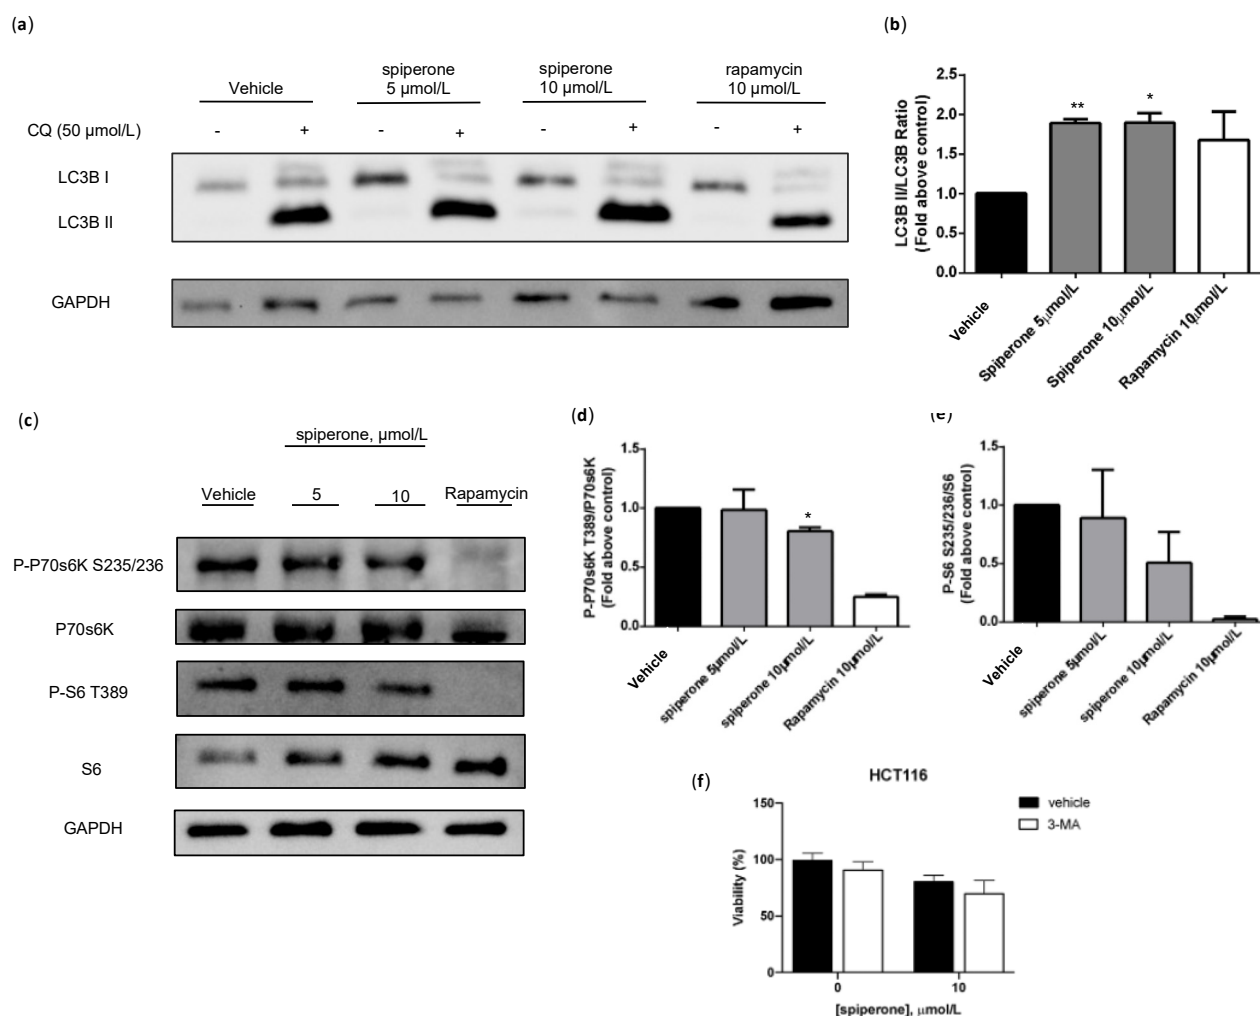 (a)
spiperone
5 µmol/L
spiperone
10 µmol/L
rapamycin
10 µmol/L
Vehicle
CQ (50 µmol/L)
- + - + - + - +
LC3B I
LC3B II
GAPDH
(b)
LC3B II/LC3B Ratio
(Fold above control)
2.5
2.0
1.5
1.0
0.5
0.0
** *
Vehicle
Spiperone 5µmol/L
Spiperone 10µmol/L
Rapamycin 10µmol/L
(c)
spiperone, µmol/L
Vehicle 5 10 Rapamycin
P-P70s6K S235/236
P70s6K
P-S6 T389
S6
GAPDH
(d)
P-P70s6K T389/P70s6K
(Fold above control)
1.5
1.0
0.5
0.0
*
Vehicle
spiperone 5µmol/L
spiperone 10µmol/L
Rapamycin 10µmol/L
(e)
P-S6 S235/236/S6
(Fold above control)
1.5
1.0
0.5
0.0
Vehicle
spiperone 5µmol/L
spiperone 10µmol/L
Rapamycin 10µmol/L
(f)
HCT116
vehicle
3-MA
Viability (%)
150
100
50
0
0 10
[spiperone], µmol/L